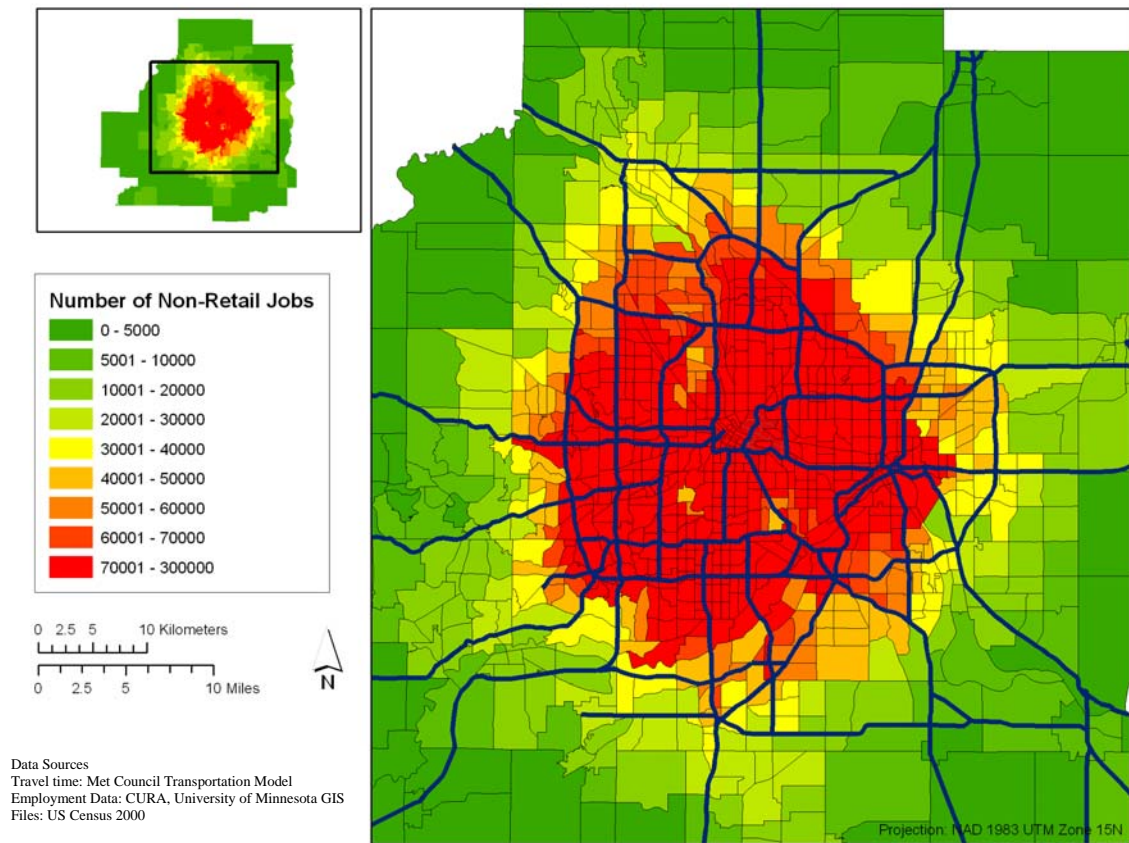 Number of Non-Retail Jobs
0 - 5000
5001 - 10000
10001 - 20000
20001 - 30000
30001 - 40000
40001 - 50000
50001 - 60000
60001 - 70000
70001 - 300000
0 2.5 5 10 Kilometers
0 2.5 5 10 Miles
N
Data Sources
Travel time: Met Council Transportation Model
Employment Data: CURA, University of Minnesota GIS
Files: US Census 2000
Projection: NAD 1983 UTM Zone 15N